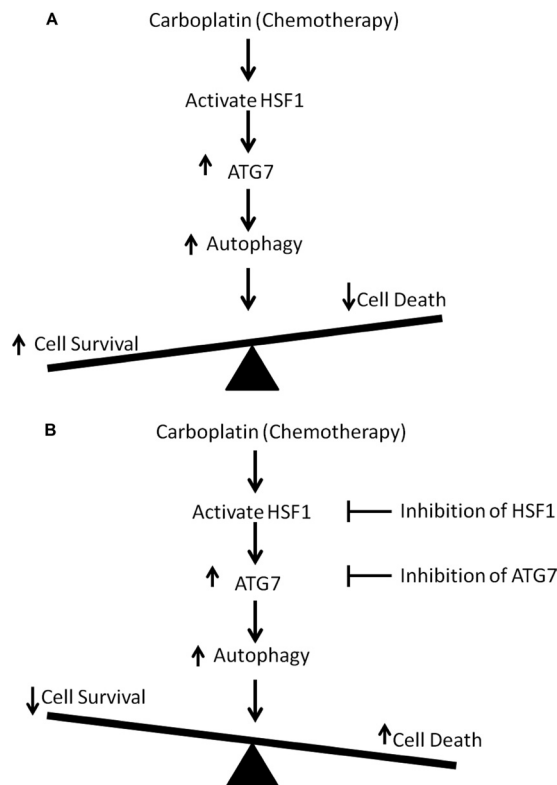 A
Carboplatin (Chemotherapy)
Activate HSF1
ATG7
Autophagy
Cell Death
Cell Survival
B
Carboplatin (Chemotherapy)
Activate HSF1
Inhibition of HSF1
ATG7
Inhibition of ATG7
Autophagy
Cell Survival
Cell Death